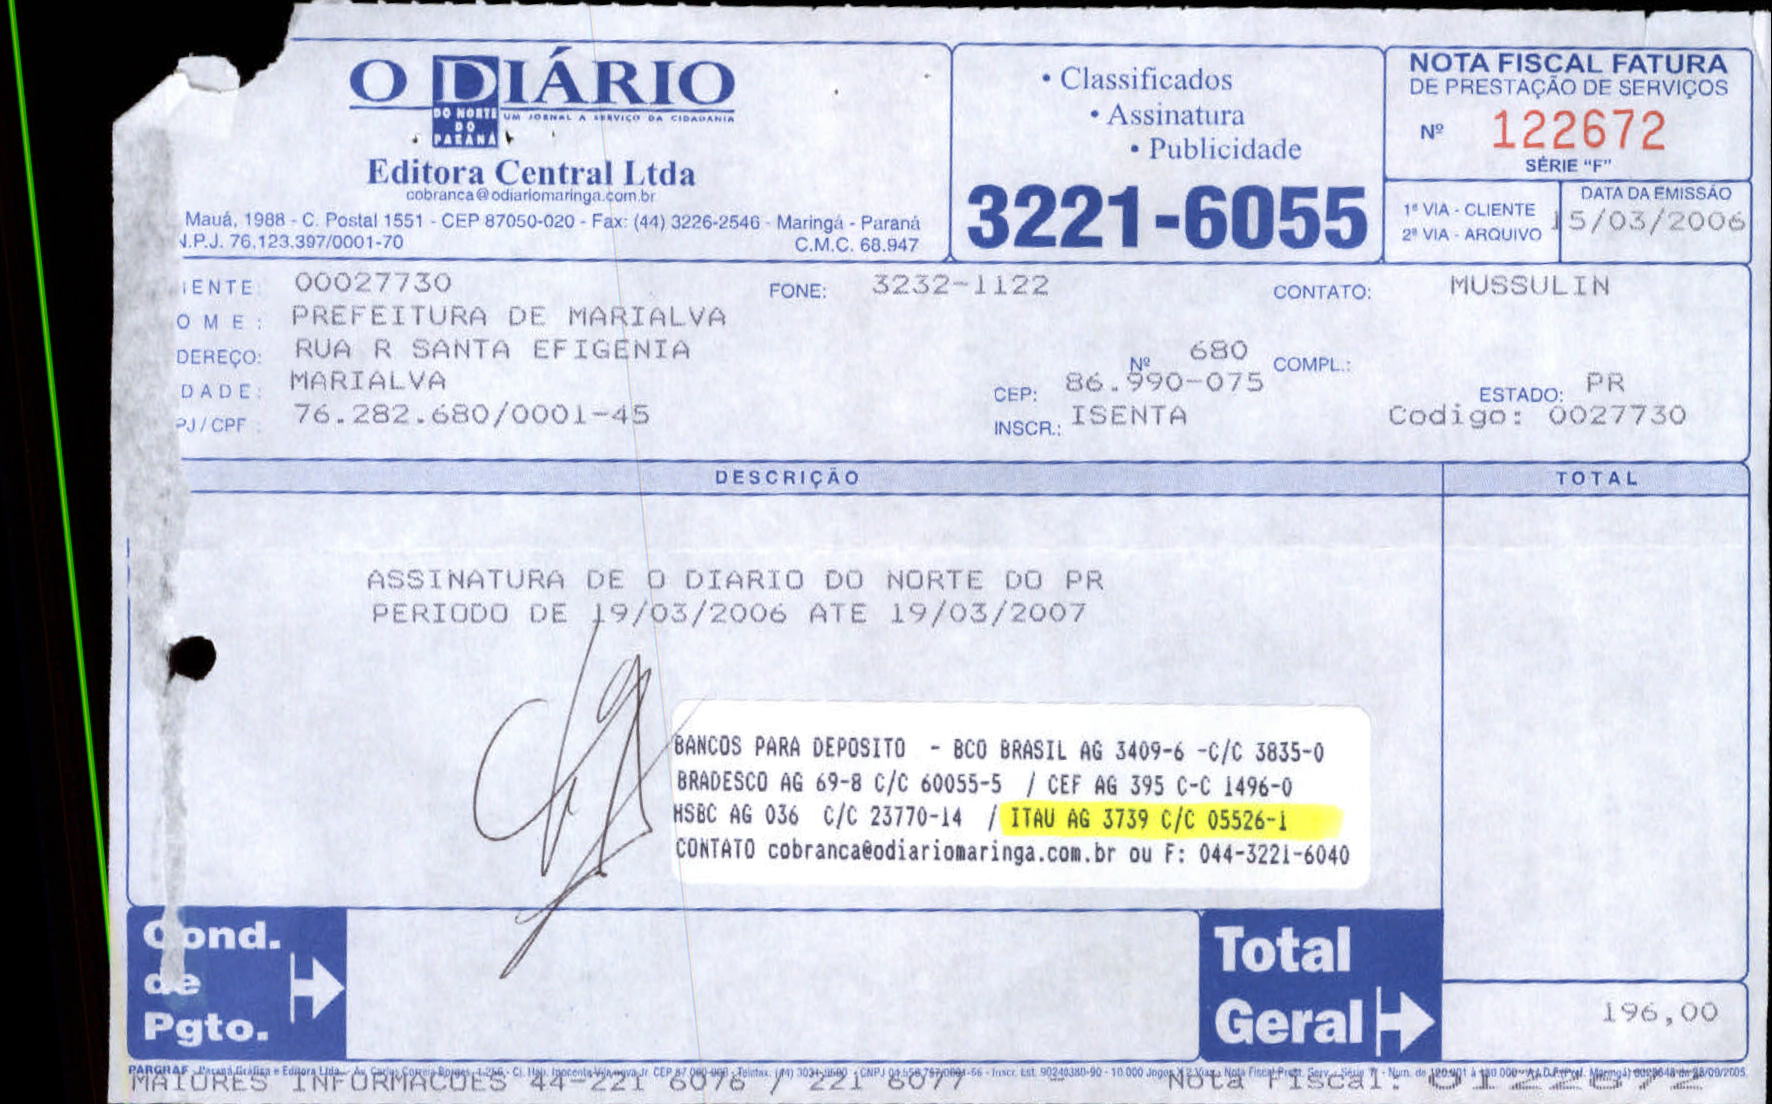 O DIÁRIO
DO NORTE DO PARANÁ
UM JORNAL A SERVIÇO DA CIDADANIA
Editora Central Ltda
cobranca@odiariomaringa.com.br
Mauá, 1988 - C. Postal 1551 - CEP 87050-020 - Fax: (44) 3226-2546 - Maringá - Paraná
.N.P.J. 76.123.397/0001-70 C.M.C. 68.947
• Classificados
• Assinatura
• Publicidade
3221-6055
NOTA FISCAL FATURA
DE PRESTAÇÃO DE SERVIÇOS
Nº 122672
SÉRIE "F"
1ª VIA - CLIENTE
2ª VIA - ARQUIVO
DATA DA EMISSÃO
15/03/2006
IENTE: 00027730 FONE: 3232-1122 CONTATO: MUSSULIN
OME: PREFEITURA DE MARIALVA
DEREÇO: RUA R SANTA EFIGENIA Nº 680 COMPL.:
DADE: MARIALVA CEP: 86.990-075 ESTADO: PR
PJ/CPF: 76.282.680/0001-45 INSCR.: ISENTA Codigo: 0027730
DESCRIÇÃO TOTAL
ASSINATURA DE O DIARIO DO NORTE DO PR
PERIODO DE 19/03/2006 ATE 19/03/2007
BANCOS PARA DEPOSITO - BCO BRASIL AG 3409-6 -C/C 3835-0
BRADESCO AG 69-8 C/C 60055-5 / CEF AG 395 C-C 1496-0
HSBC AG 036 C/C 23770-14 / ITAU AG 3739 C/C 05526-1
CONTATO cobranca@odiariomaringa.com.br ou F: 044-3221-6040
Cond.
de
Pgto.
Total
Geral
196,00
MAIORES INFORMACOES 44-221 6076 / 221 6077 - Nota Fiscal: 0122672